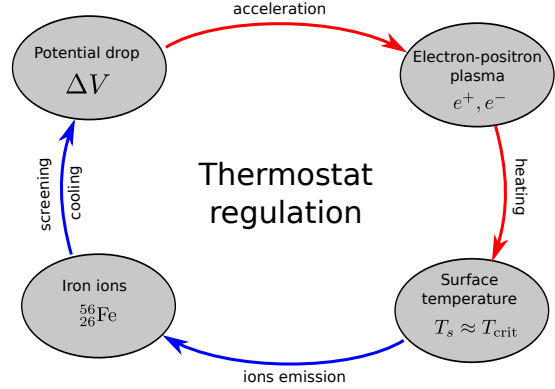 acceleration
Potential drop
ΔV
Electron-positron
plasma
e⁺, e⁻
screening
cooling
Thermostat
regulation
heating
Iron ions
⁵⁶₂₆Fe
Surface
temperature
Tₛ ≈ T_crit
ions emission